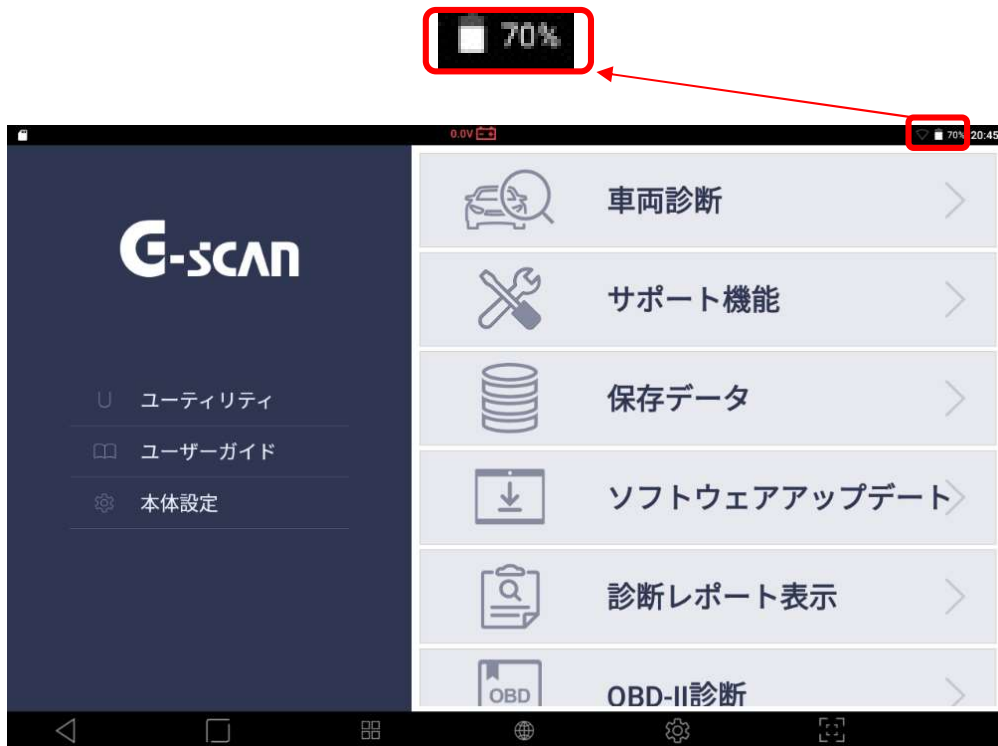 70%
0.0V
70% 20:45
G-scan
ユーティリティ
ユーザーガイド
本体設定
車両診断
サポート機能
保存データ
ソフトウェアアップデート
診断レポート表示
OBD
OBD-II診断